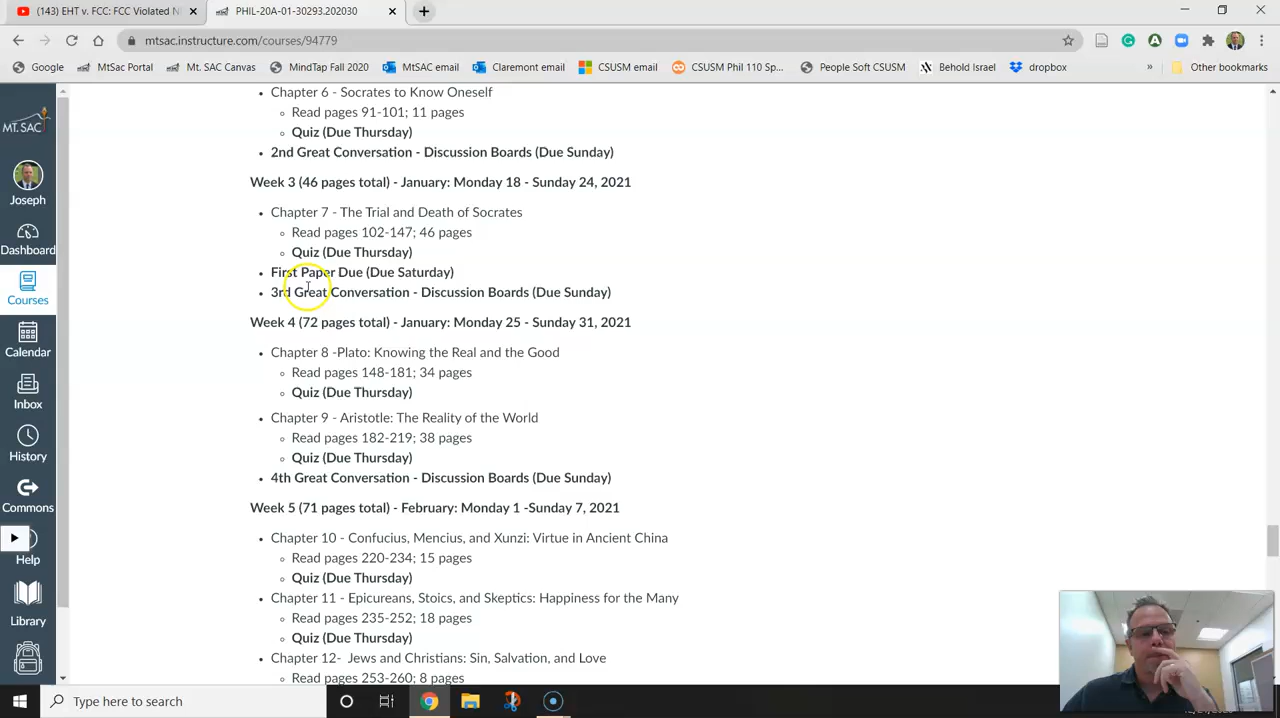 (143) EHT v. FCC: FCC Violated N
PHIL-20A-01-30293.202030
mtsac.instructure.com/courses/94779
Google
MtSac Portal
Mt. SAC Canvas
MindTap Fall 2020
MtSAC email
Claremont email
CSUSM email
CSUSM Phil 110 Sp...
People Soft CSUSM
Behold Israel
dropbox
»
Other bookmarks
MT. SAC
Joseph
Dashboard
Courses
Calendar
Inbox
History
Commons
Help
Library
• Chapter 6 - Socrates to Know Oneself
◦ Read pages 91-101; 11 pages
◦ Quiz (Due Thursday)
• 2nd Great Conversation - Discussion Boards (Due Sunday)
Week 3 (46 pages total) - January: Monday 18 - Sunday 24, 2021
• Chapter 7 - The Trial and Death of Socrates
◦ Read pages 102-147; 46 pages
◦ Quiz (Due Thursday)
• First Paper Due (Due Saturday)
• 3rd Great Conversation - Discussion Boards (Due Sunday)
Week 4 (72 pages total) - January: Monday 25 - Sunday 31, 2021
• Chapter 8 -Plato: Knowing the Real and the Good
◦ Read pages 148-181; 34 pages
◦ Quiz (Due Thursday)
• Chapter 9 - Aristotle: The Reality of the World
◦ Read pages 182-219; 38 pages
◦ Quiz (Due Thursday)
• 4th Great Conversation - Discussion Boards (Due Sunday)
Week 5 (71 pages total) - February: Monday 1 -Sunday 7, 2021
• Chapter 10 - Confucius, Mencius, and Xunzi: Virtue in Ancient China
◦ Read pages 220-234; 15 pages
◦ Quiz (Due Thursday)
• Chapter 11 - Epicureans, Stoics, and Skeptics: Happiness for the Many
◦ Read pages 235-252; 18 pages
◦ Quiz (Due Thursday)
• Chapter 12- Jews and Christians: Sin, Salvation, and Love
◦ Read pages 253-260; 8 pages
Type here to search